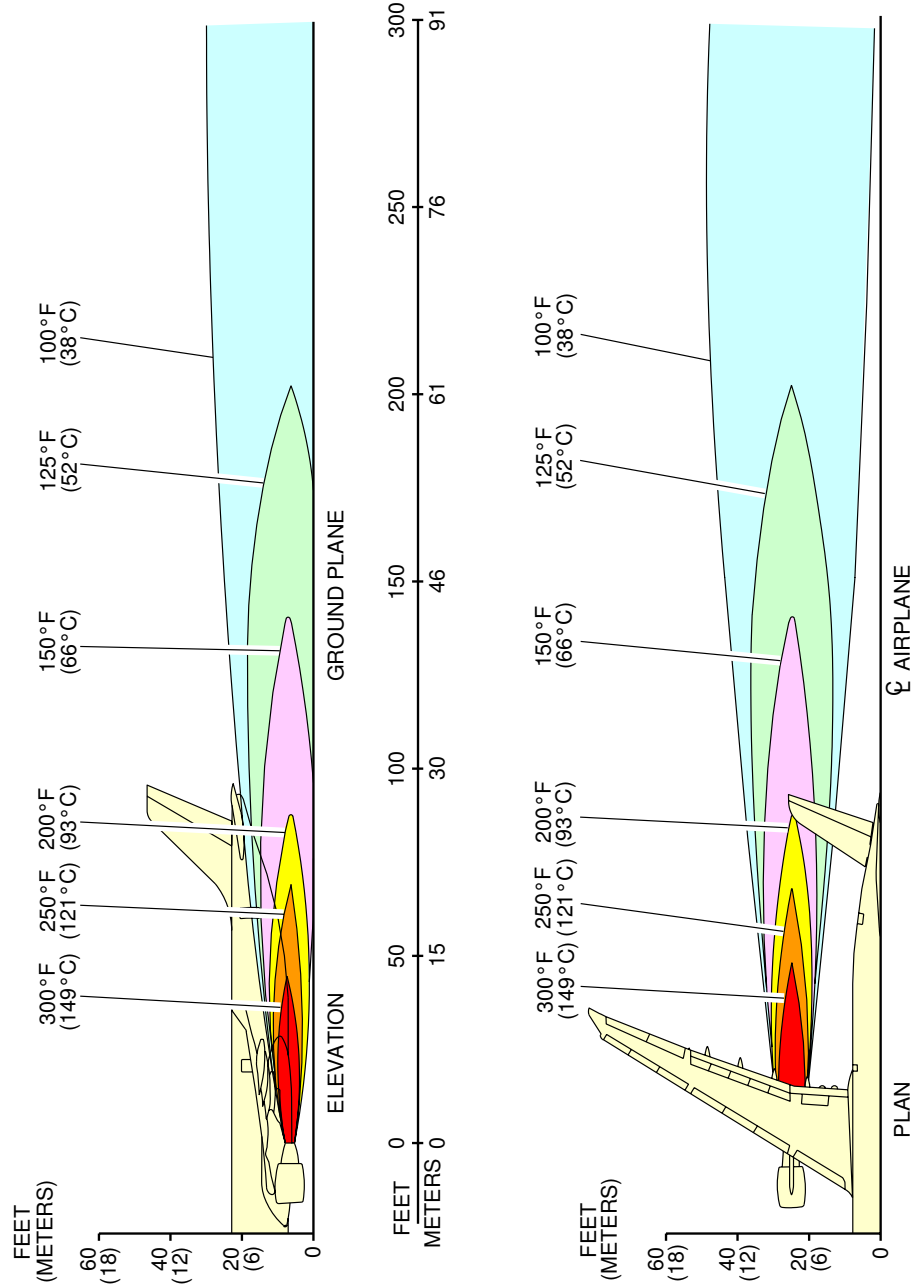 FEET
(METERS)
60
(18)
40
(12)
20
(6)
0
300°F
(149°C)
250°F
(121°C)
200°F
(93°C)
150°F
(66°C)
125°F
(52°C)
100°F
(38°C)
ELEVATION
GROUND PLANE
FEET
0
50
100
150
200
250
300
METERS
0
15
30
46
61
76
91
FEET
(METERS)
60
(18)
40
(12)
20
(6)
0
300°F
(149°C)
250°F
(121°C)
200°F
(93°C)
150°F
(66°C)
125°F
(52°C)
100°F
(38°C)
PLAN
℄ AIRPLANE